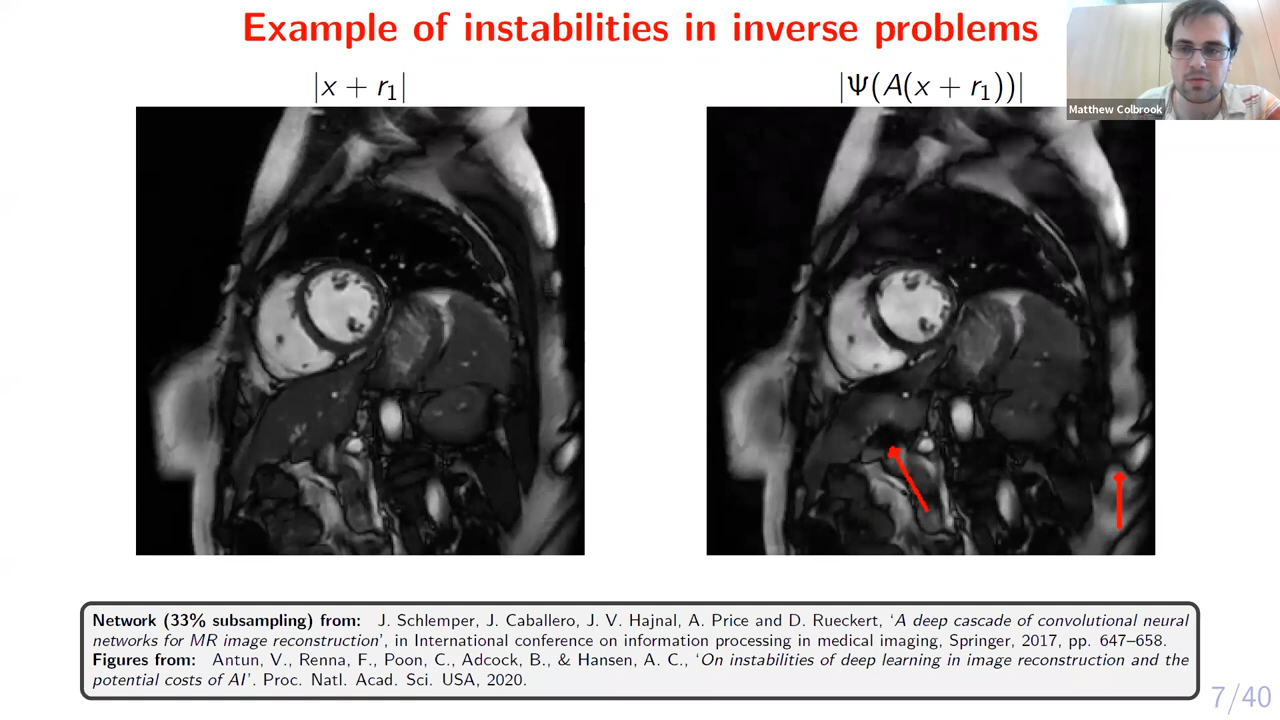 Example of instabilities in inverse problems
|x + r₁|
|Ψ(A(x + r₁))|
Matthew Colbrook
Network (33% subsampling) from: J. Schlemper, J. Caballero, J. V. Hajnal, A. Price and D. Rueckert, ‘A deep cascade of convolutional neural
networks for MR image reconstruction’, in International conference on information processing in medical imaging, Springer, 2017, pp. 647–658.
Figures from: Antun, V., Renna, F., Poon, C., Adcock, B., & Hansen, A. C., ‘On instabilities of deep learning in image reconstruction and the
potential costs of AI’. Proc. Natl. Acad. Sci. USA, 2020.
7/40